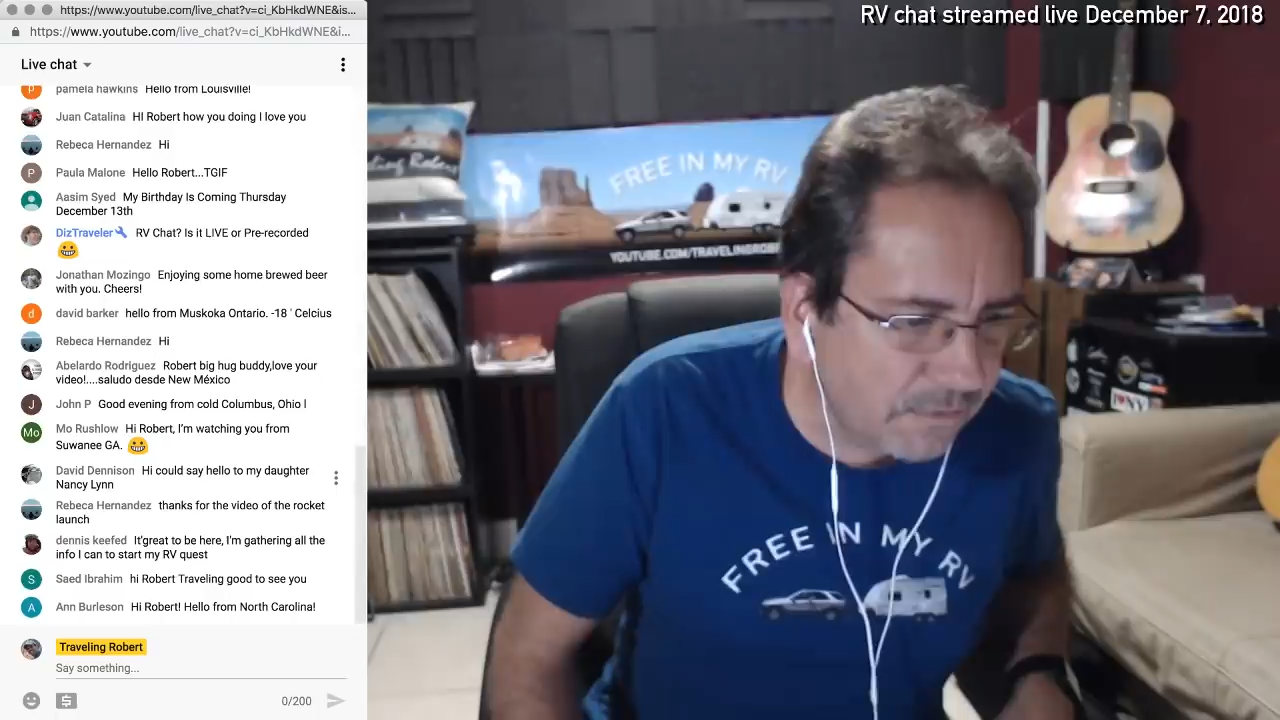 https://www.youtube.com/live_chat?v=ci_KbHkdWNE&is...
https://www.youtube.com/live_chat?v=ci_KbHkdWNE&i...
RV chat streamed live December 7, 2018
Live chat
pamela hawkins Hello from Louisville!
Juan Catalina HI Robert how you doing I love you
Rebeca Hernandez Hi
Paula Malone Hello Robert...TGIF
Aasim Syed My Birthday Is Coming Thursday
December 13th
DizTraveler RV Chat? Is it LIVE or Pre-recorded
Jonathan Mozingo Enjoying some home brewed beer
with you. Cheers!
david barker hello from Muskoka Ontario. -18 ' Celcius
Rebeca Hernandez Hi
Abelardo Rodriguez Robert big hug buddy,love your
video!....saludo desde New México
John P Good evening from cold Columbus, Ohio I
Mo Rushlow Hi Robert, I'm watching you from
Suwanee GA.
David Dennison Hi could say hello to my daughter
Nancy Lynn
Rebeca Hernandez thanks for the video of the rocket
launch
dennis keefed It'great to be here, I'm gathering all the
info I can to start my RV quest
Saed Ibrahim hi Robert Traveling good to see you
Ann Burleson Hi Robert! Hello from North Carolina!
Traveling Robert
Say something...
0/200
FREE IN MY RV
YOUTUBE.COM/TRAVELINGROB
FREE IN MY RV